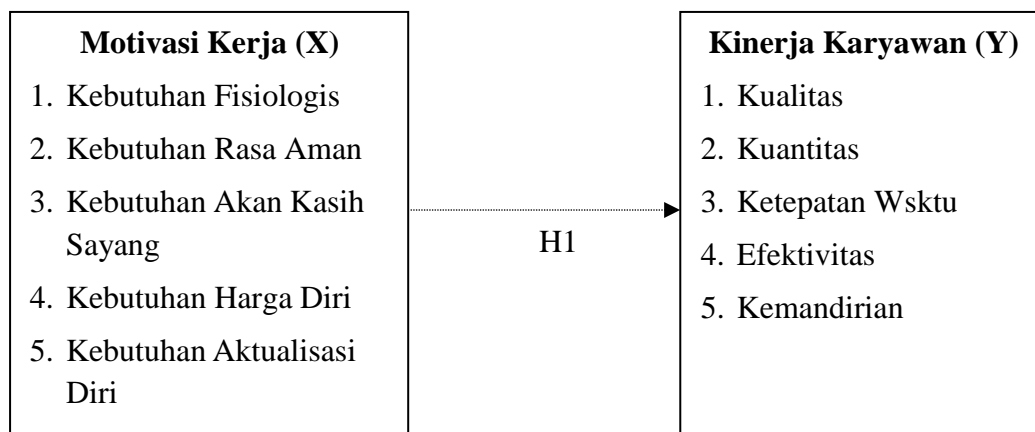 Motivasi Kerja (X)
1. Kebutuhan Fisiologis
2. Kebutuhan Rasa Aman
3. Kebutuhan Akan Kasih
Sayang
4. Kebutuhan Harga Diri
5. Kebutuhan Aktualisasi
Diri
H1
Kinerja Karyawan (Y)
1. Kualitas
2. Kuantitas
3. Ketepatan Wsktu
4. Efektivitas
5. Kemandirian